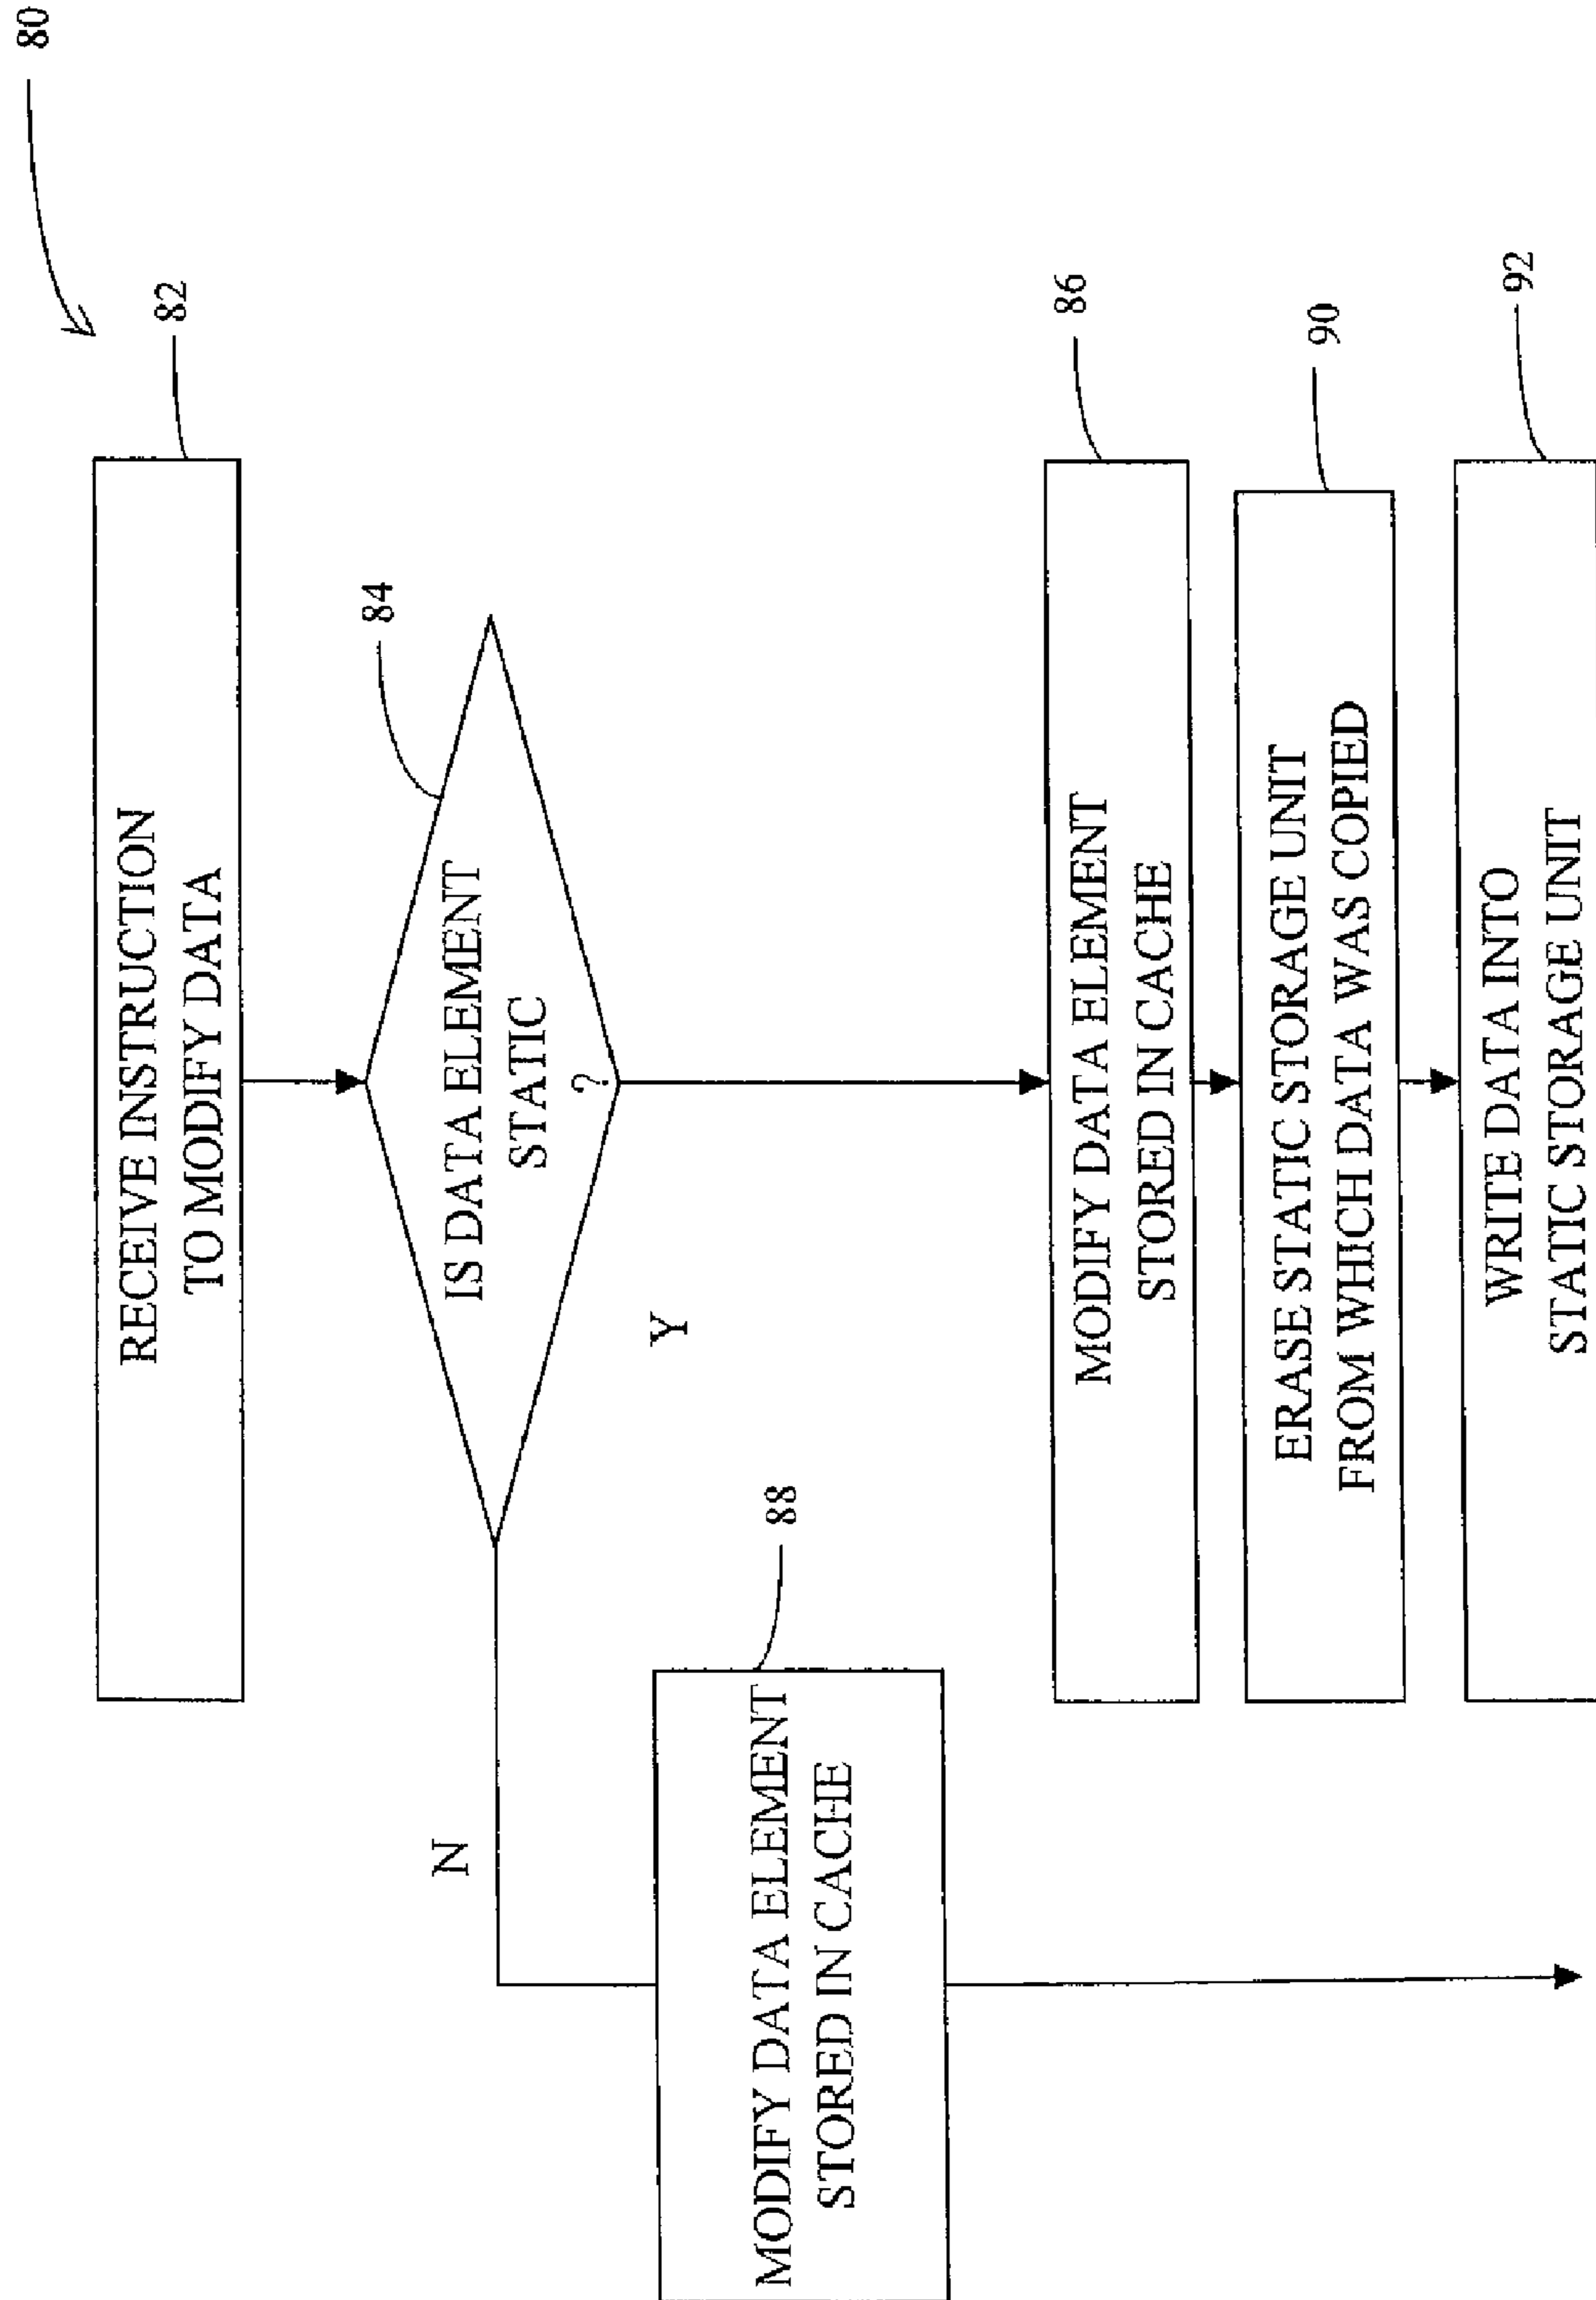 80
RECEIVE INSTRUCTION
TO MODIFY DATA
82
IS DATA ELEMENT
STATIC
?
84
N
Y
MODIFY DATA ELEMENT
STORED IN CACHE
88
MODIFY DATA ELEMENT
STORED IN CACHE
86
ERASE STATIC STORAGE UNIT
FROM WHICH DATA WAS COPIED
90
WRITE DATA INTO
STATIC STORAGE UNIT
92